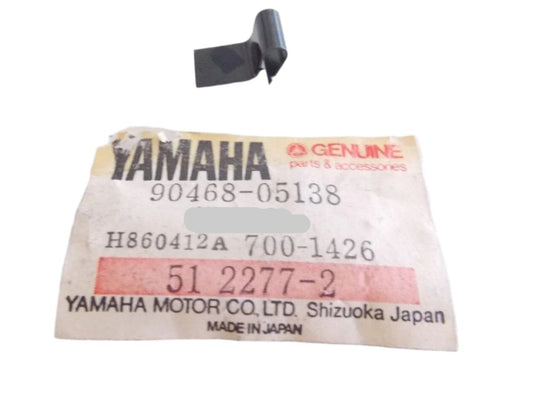 YAMAHA GENUINE
parts & accessories
90468-05138
H860412A 700-1426
51 2277-2
YAMAHA MOTOR CO., LTD. Shizuoka Japan
MADE IN JAPAN